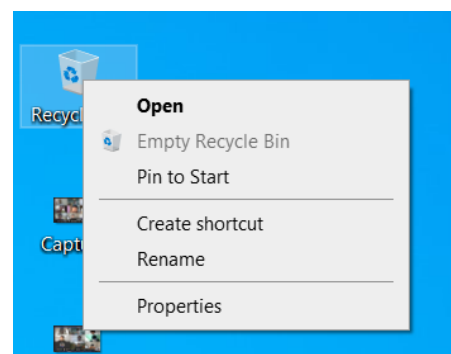 Open
Recycl
Empty Recycle Bin
Pin to Start
Create shortcut
Capt
Rename
Properties